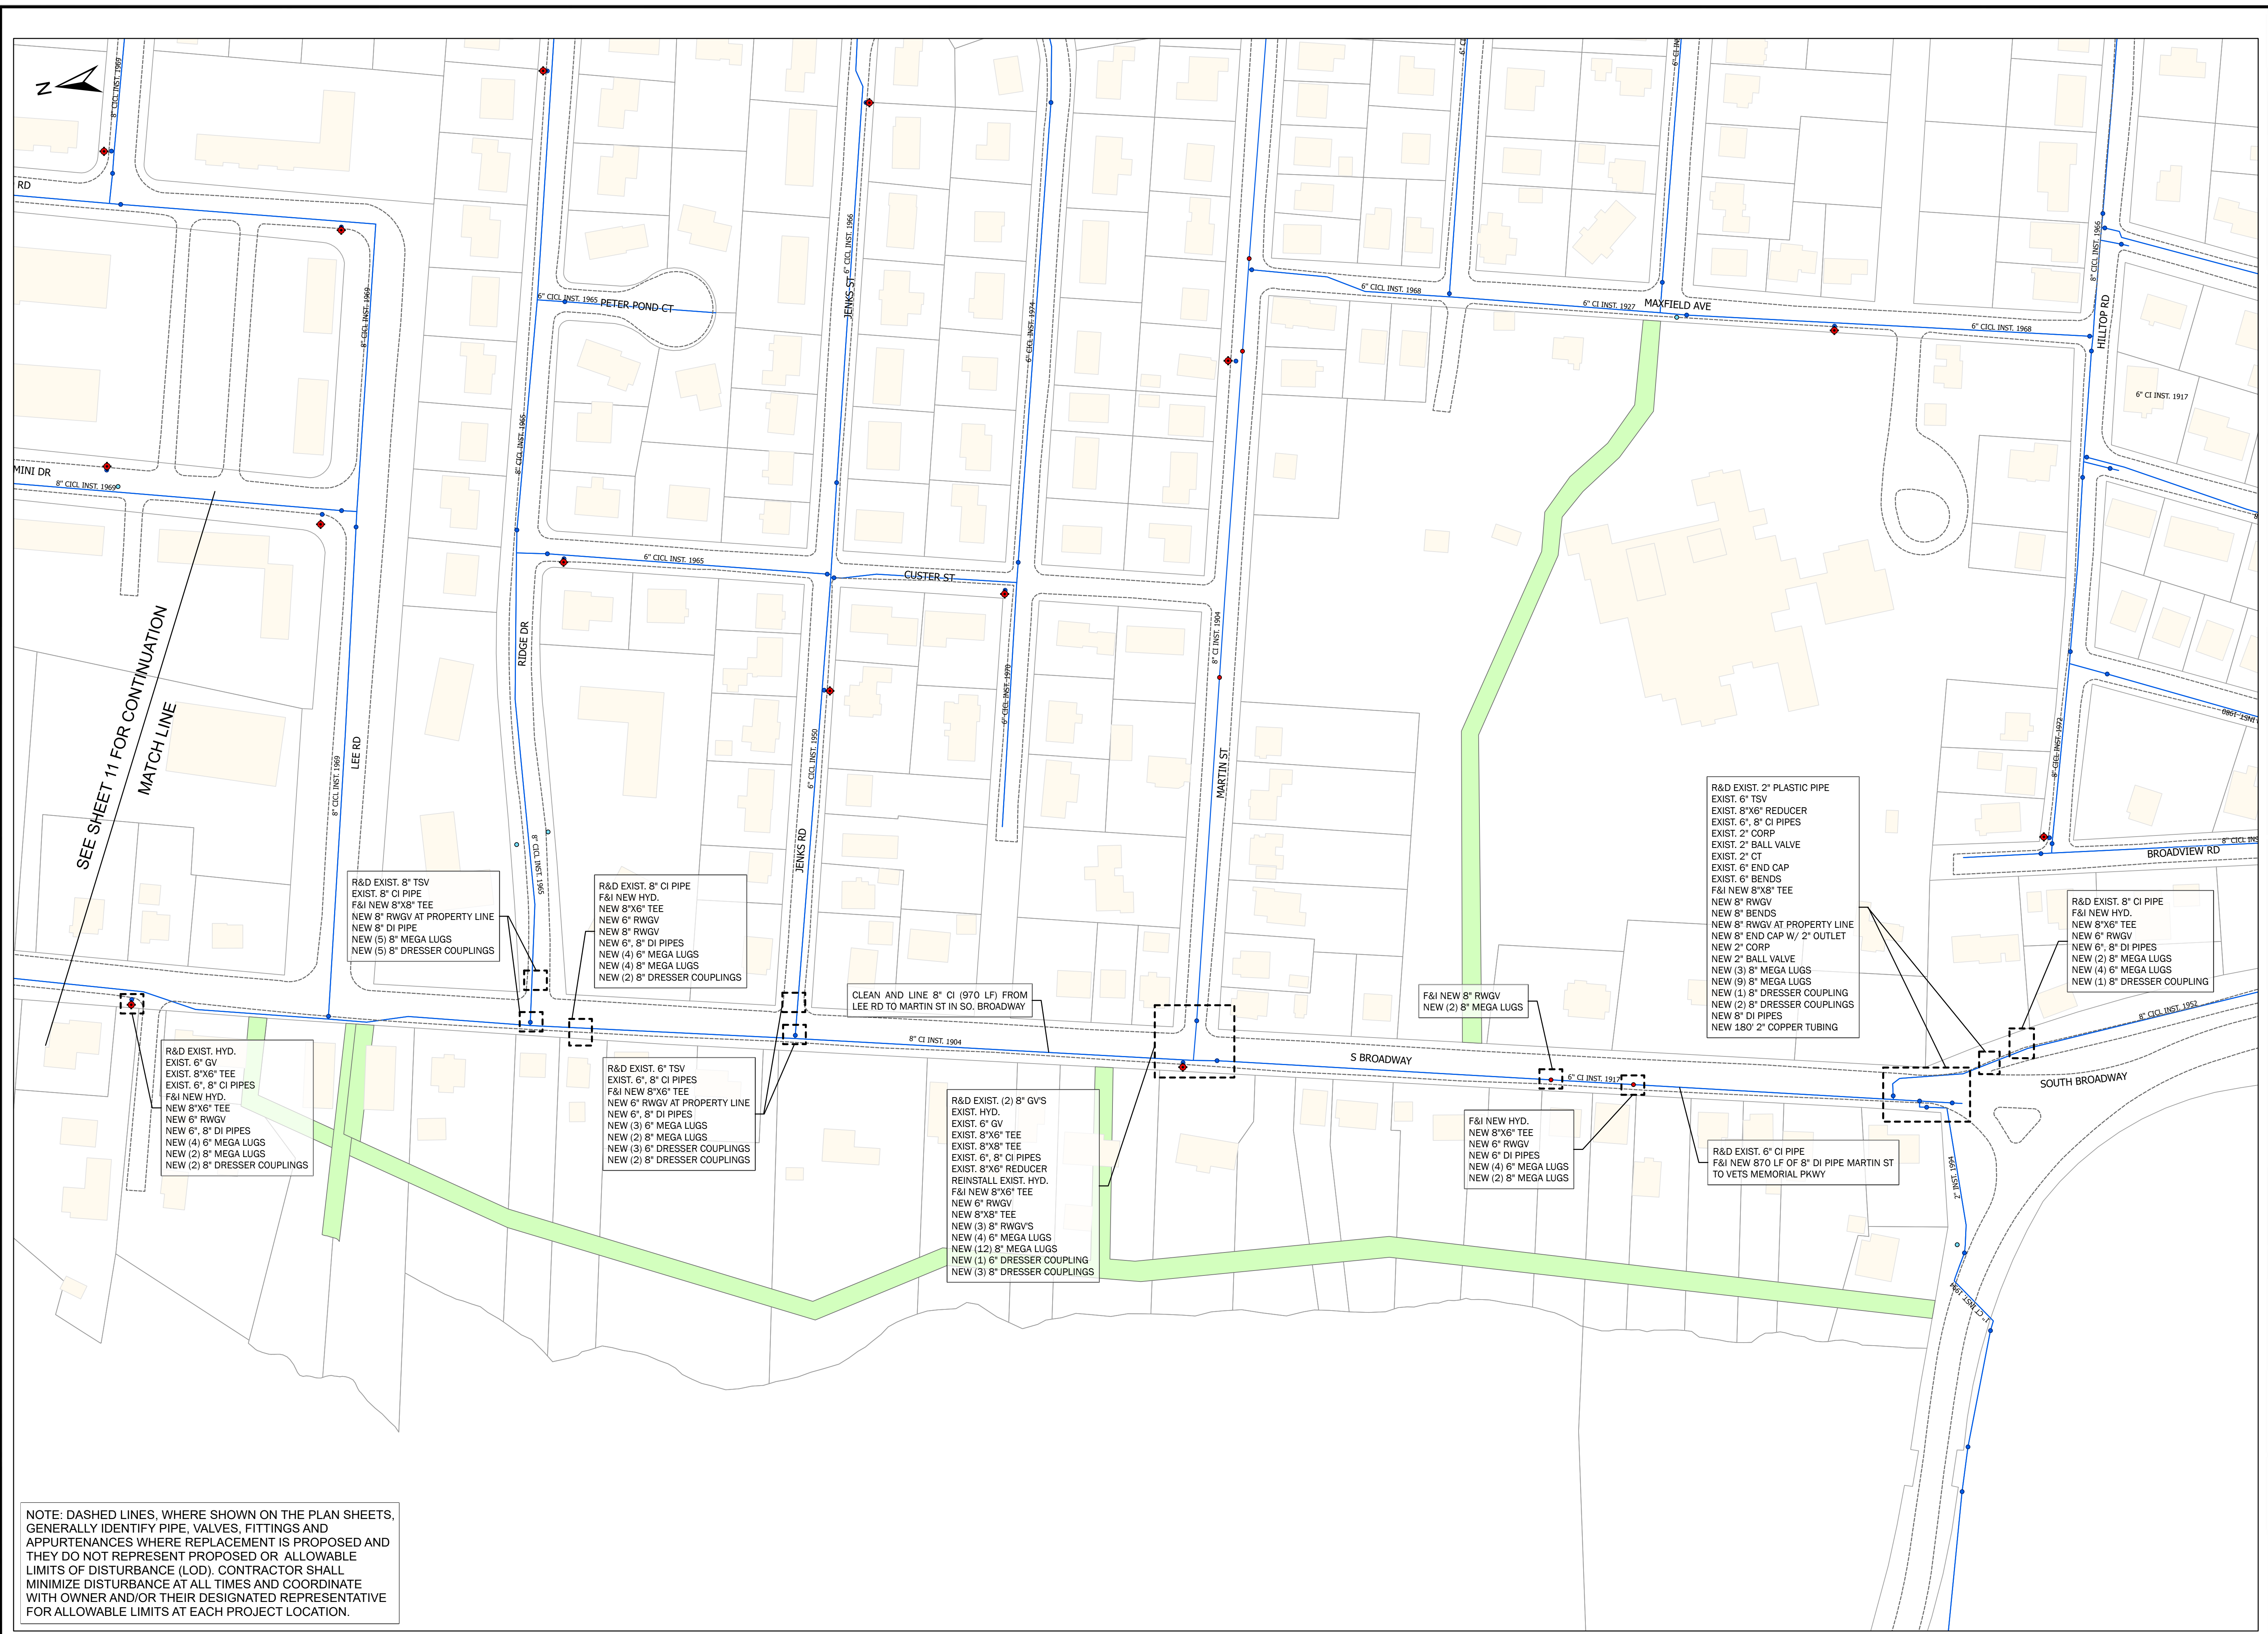 N
8" CICL INST. 1969
RD
6" CICL INST. 1966
6" CI INST. 1927
MAXFIELD AVE
6" CICL INST. 1968
6" CICL INST. 1968
8" CICL INST. 1966
HILLTOP RD
6" CI INST. 1917
6" CICL INST. 1965
PETER POND CT
JENKS ST
6" CICL INST. 1974
8" CICL INST. 1969
8" CICL INST. 1965
MINI DR
8" CICL INST. 1969
6" CICL INST. 1965
CUSTER ST
RIDGE DR
8" CI INST. 1904
6" CICL INST. 1970
6" CICL INST. 1950
JENKS RD
MARTIN ST
LEE RD
8" CICL INST. 1969
8" CICL INST. 1965
8" CICL INST. 1972
INST. 1980
BROADVIEW RD
8" CICL INS
SEE SHEET 11 FOR CONTINUATION
MATCH LINE
R&D EXIST. 8" TSV
EXIST. 8" CI PIPE
F&I NEW 8"X8" TEE
NEW 8" RWGV AT PROPERTY LINE
NEW 8" DI PIPE
NEW (5) 8" MEGA LUGS
NEW (5) 8" DRESSER COUPLINGS
R&D EXIST. 8" CI PIPE
F&I NEW HYD.
NEW 8"X6" TEE
NEW 6" RWGV
NEW 8" RWGV
NEW 6", 8" DI PIPES
NEW (4) 6" MEGA LUGS
NEW (4) 8" MEGA LUGS
NEW (2) 8" DRESSER COUPLINGS
CLEAN AND LINE 8" CI (970 LF) FROM
LEE RD TO MARTIN ST IN SO. BROADWAY
F&I NEW 8" RWGV
NEW (2) 8" MEGA LUGS
R&D EXIST. 2" PLASTIC PIPE
EXIST. 6" TSV
EXIST. 8"X6" REDUCER
EXIST. 6", 8" CI PIPES
EXIST. 2" CORP
EXIST. 2" BALL VALVE
EXIST. 2" CT
EXIST. 6" END CAP
EXIST. 6" BENDS
F&I NEW 8"X8" TEE
NEW 8" RWGV
NEW 8" BENDS
NEW 8" RWGV AT PROPERTY LINE
NEW 8" END CAP W/ 2" OUTLET
NEW 2" CORP
NEW 2" BALL VALVE
NEW (3) 8" MEGA LUGS
NEW (9) 8" MEGA LUGS
NEW (1) 8" DRESSER COUPLING
NEW (2) 8" DRESSER COUPLINGS
NEW 8" DI PIPES
NEW 180' 2" COPPER TUBING
R&D EXIST. 8" CI PIPE
F&I NEW HYD.
NEW 8"X6" TEE
NEW 6" RWGV
NEW 6", 8" DI PIPES
NEW (2) 8" MEGA LUGS
NEW (4) 6" MEGA LUGS
NEW (1) 8" DRESSER COUPLING
8" CICL INST. 1952
8" CI INST. 1904
S BROADWAY
6" CI INST. 1917
SOUTH BROADWAY
R&D EXIST. HYD.
EXIST. 6" GV
EXIST. 8"X6" TEE
EXIST. 6", 8" CI PIPES
F&I NEW HYD.
NEW 8"X6" TEE
NEW 6" RWGV
NEW 6", 8" DI PIPES
NEW (4) 6" MEGA LUGS
NEW (2) 8" MEGA LUGS
NEW (2) 8" DRESSER COUPLINGS
R&D EXIST. 6" TSV
EXIST. 6", 8" CI PIPES
F&I NEW 8"X6" TEE
NEW 6" RWGV AT PROPERTY LINE
NEW 6", 8" DI PIPES
NEW (3) 6" MEGA LUGS
NEW (2) 8" MEGA LUGS
NEW (3) 6" DRESSER COUPLINGS
NEW (2) 8" DRESSER COUPLINGS
R&D EXIST. (2) 8" GV'S
EXIST. HYD.
EXIST. 6" GV
EXIST. 8"X6" TEE
EXIST. 8"X8" TEE
EXIST. 6", 8" CI PIPES
EXIST. 8"X6" REDUCER
REINSTALL EXIST. HYD.
F&I NEW 8"X6" TEE
NEW 6" RWGV
NEW 8"X8" TEE
NEW (3) 8" RWGV'S
NEW (4) 6" MEGA LUGS
NEW (12) 8" MEGA LUGS
NEW (1) 6" DRESSER COUPLING
NEW (3) 8" DRESSER COUPLINGS
F&I NEW HYD.
NEW 8"X6" TEE
NEW 6" RWGV
NEW 6" DI PIPES
NEW (4) 6" MEGA LUGS
NEW (2) 8" MEGA LUGS
R&D EXIST. 6" CI PIPE
F&I NEW 870 LF OF 8" DI PIPE MARTIN ST
TO VETS MEMORIAL PKWY
2" INST. 1994
CT INST. 1994
NOTE: DASHED LINES, WHERE SHOWN ON THE PLAN SHEETS,
GENERALLY IDENTIFY PIPE, VALVES, FITTINGS AND
APPURTENANCES WHERE REPLACEMENT IS PROPOSED AND
THEY DO NOT REPRESENT PROPOSED OR ALLOWABLE
LIMITS OF DISTURBANCE (LOD). CONTRACTOR SHALL
MINIMIZE DISTURBANCE AT ALL TIMES AND COORDINATE
WITH OWNER AND/OR THEIR DESIGNATED REPRESENTATIVE
FOR ALLOWABLE LIMITS AT EACH PROJECT LOCATION.